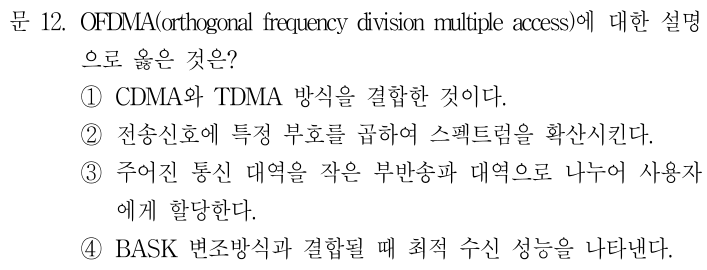 문 12. OFDMA(orthogonal frequency division multiple access)에 대한 설명
으로 옳은 것은?
① CDMA와 TDMA 방식을 결합한 것이다.
② 전송신호에 특정 부호를 곱하여 스펙트럼을 확산시킨다.
③ 주어진 통신 대역을 작은 부반송파 대역으로 나누어 사용자
에게 할당한다.
④ BASK 변조방식과 결합될 때 최적 수신 성능을 나타낸다.